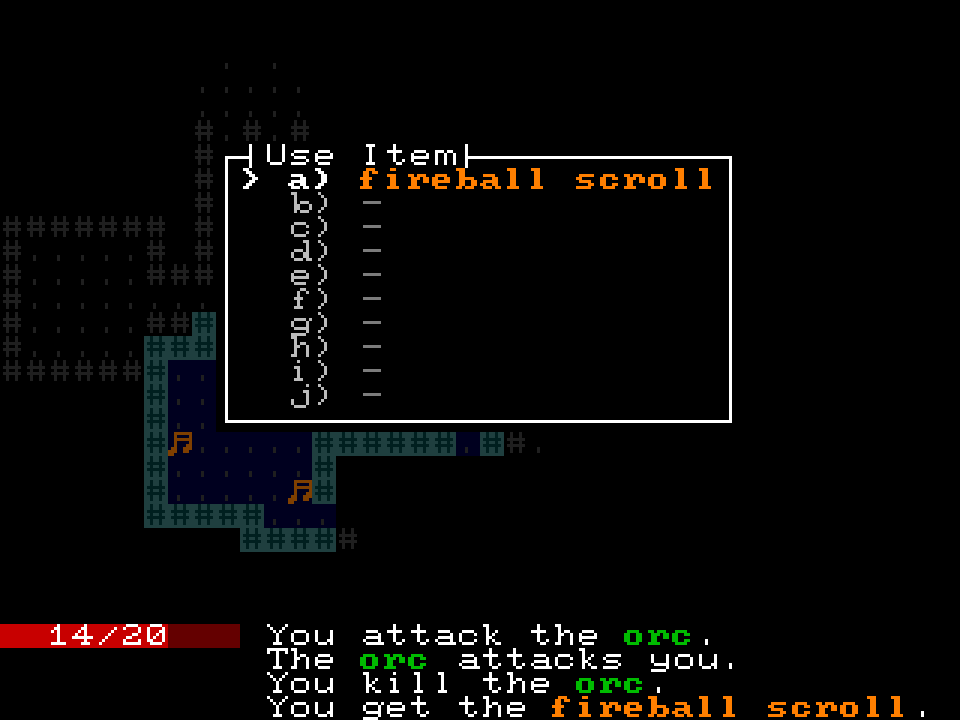 Use Item
> a) fireball scroll
b) -
c) -
d) -
e) -
f) -
g) -
h) -
i) -
j) -
14/20
You attack the orc.
The orc attacks you.
You kill the orc.
You get the fireball scroll.